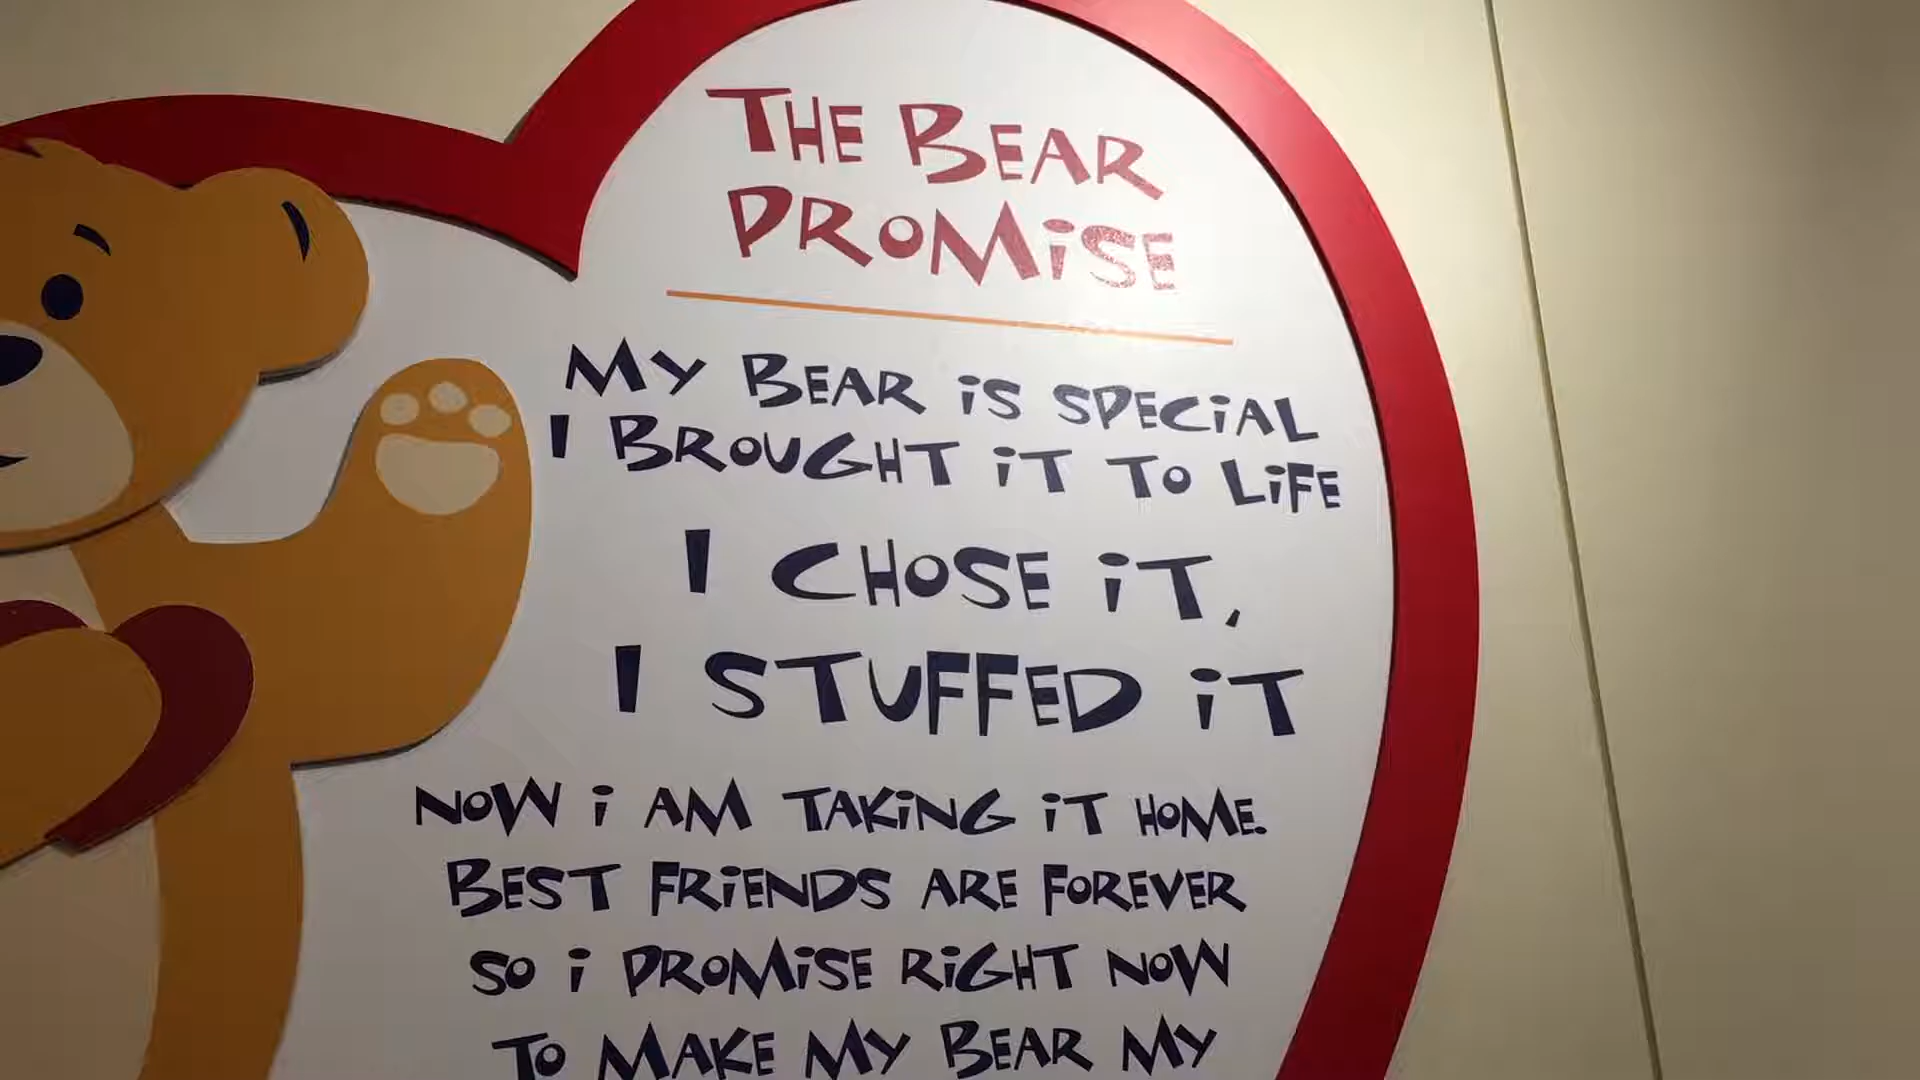 THE BEAR
PROMiSE
MY BEAR iS SPECiAL
I BROUGHT iT TO LiFE
I CHOSE iT,
I STUFFED iT
NOW i AM TAKiNG iT HOME.
BEST FRiENDS ARE FOREVER
SO i PROMiSE RiGHT NOW
TO MAKE MY BEAR MY